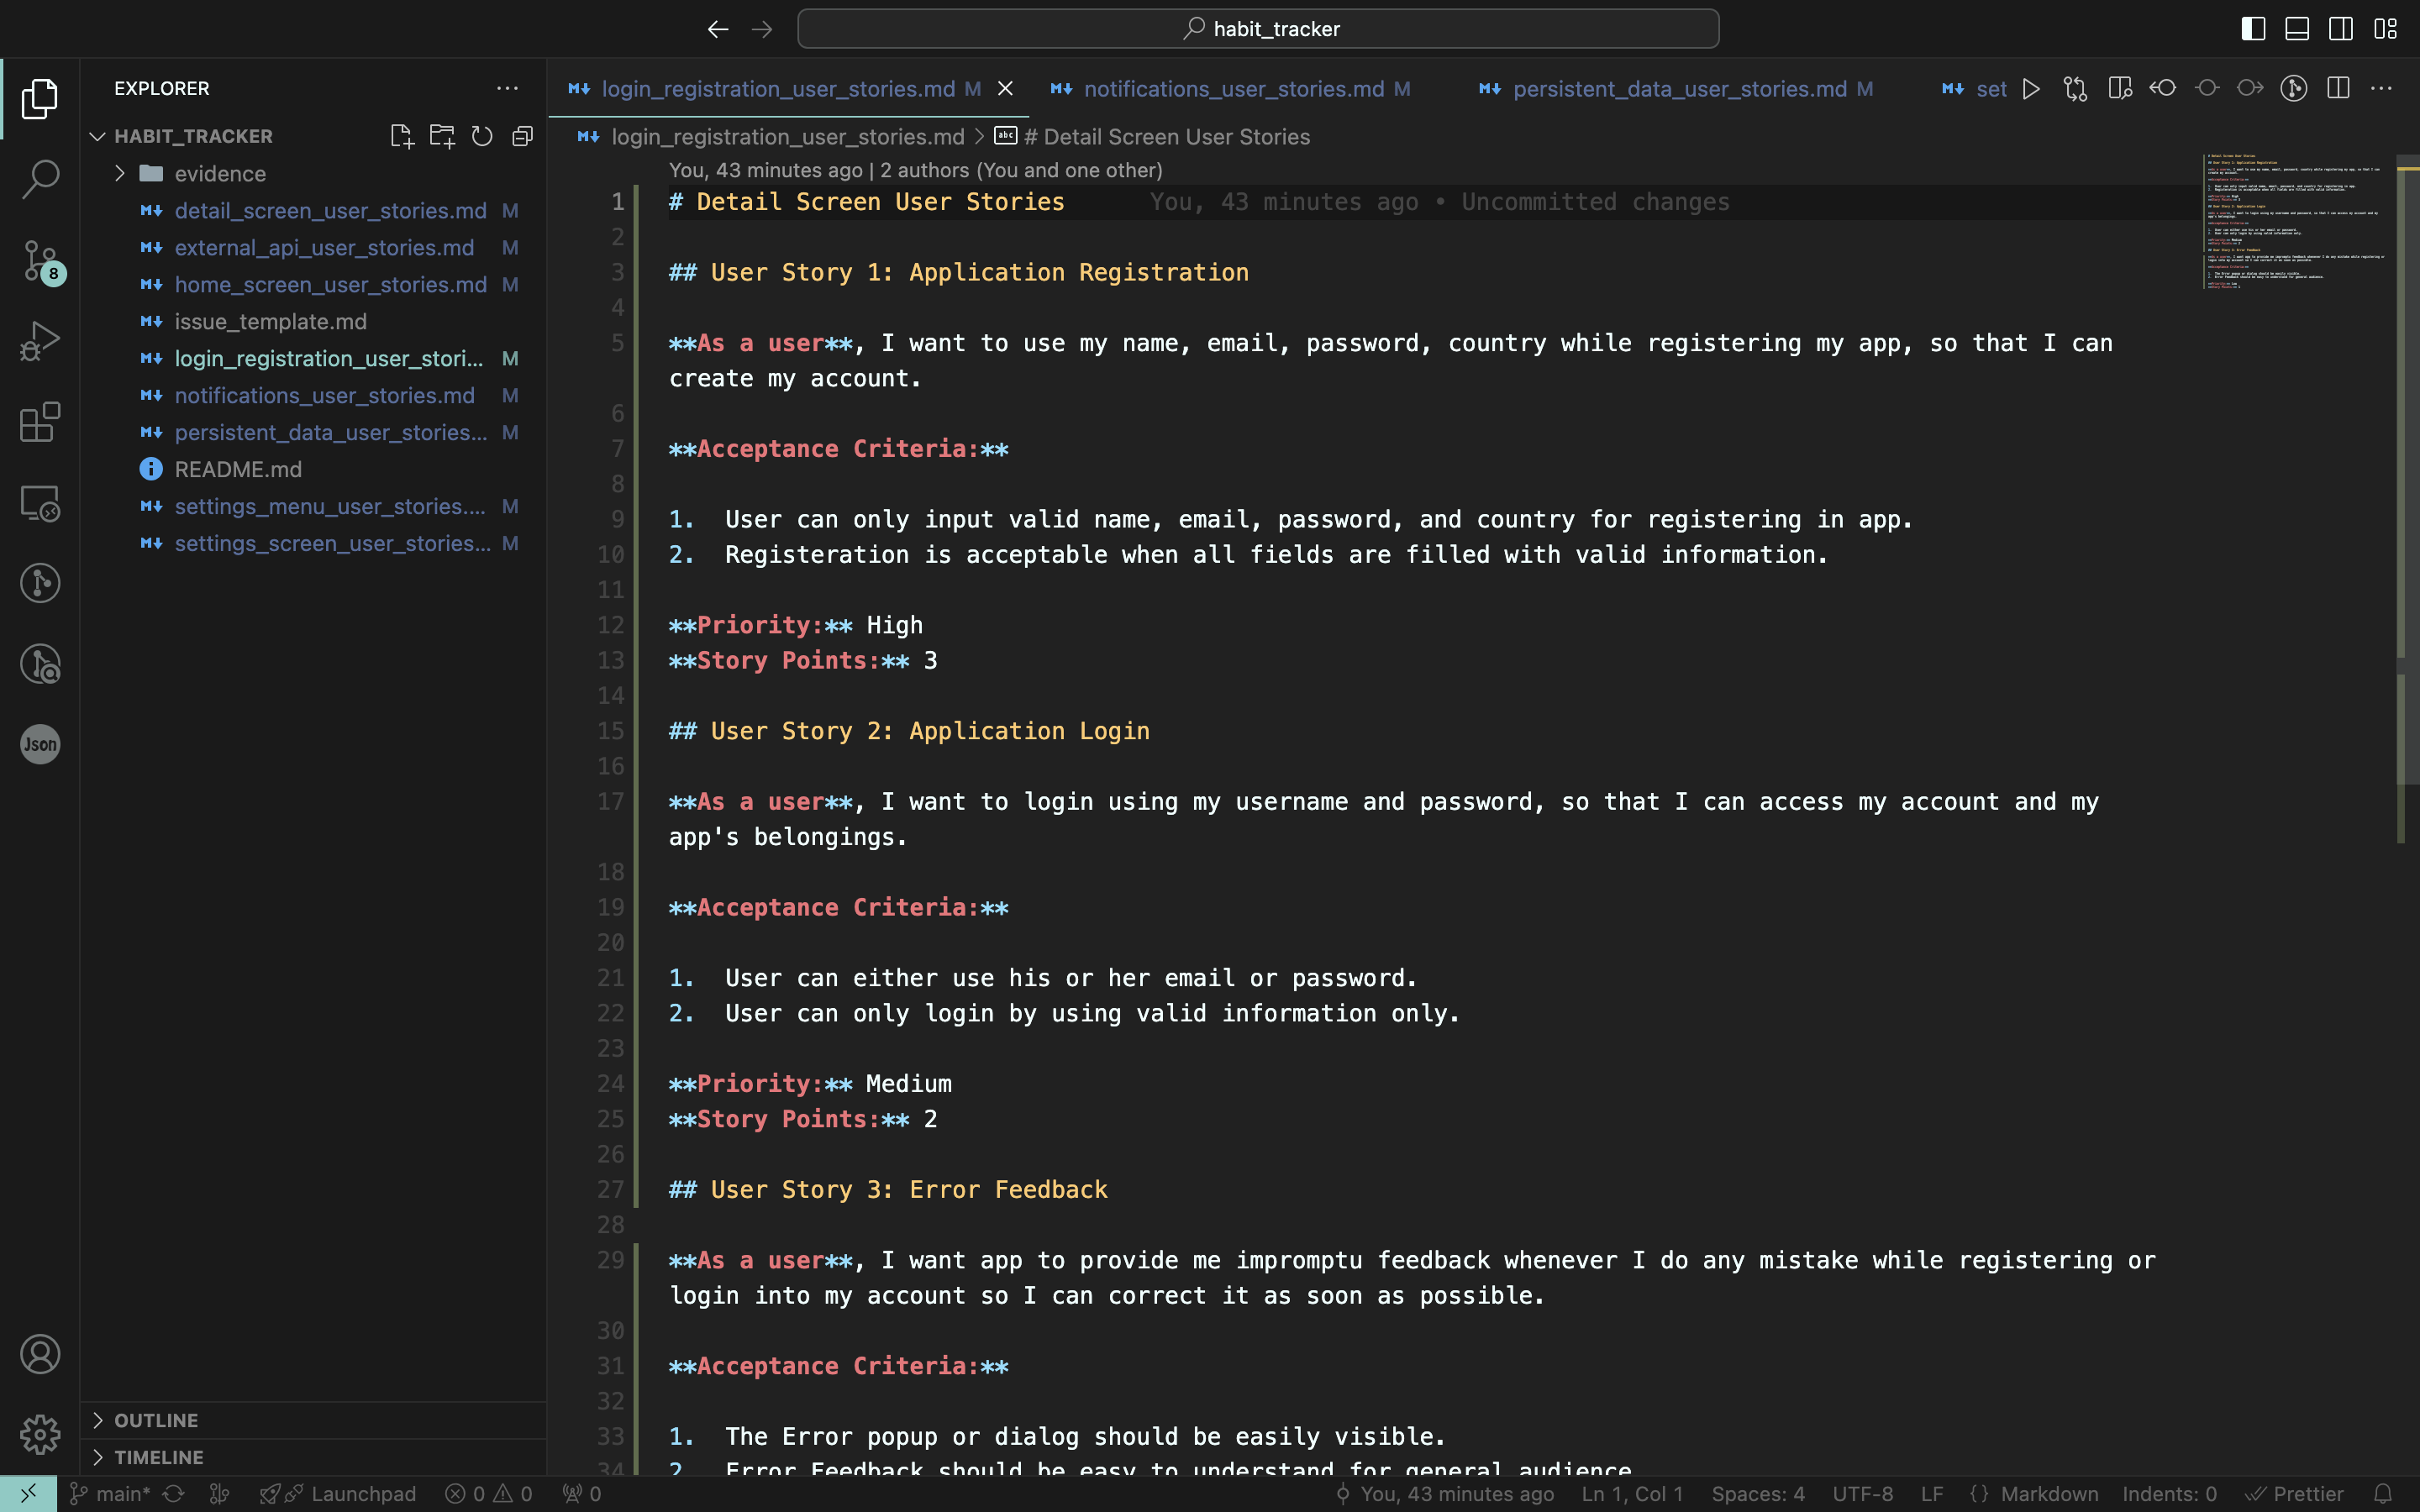 habit_tracker
EXPLORER
HABIT_TRACKER
evidence
detail_screen_user_stories.md M
external_api_user_stories.md M
home_screen_user_stories.md M
issue_template.md
login_registration_user_stori... M
notifications_user_stories.md M
persistent_data_user_stories... M
README.md
settings_menu_user_stories.... M
settings_screen_user_stories... M
OUTLINE
TIMELINE
8
Json
login_registration_user_stories.md M
notifications_user_stories.md M
persistent_data_user_stories.md M
set
login_registration_user_stories.md > abc # Detail Screen User Stories
You, 43 minutes ago | 2 authors (You and one other)
1 # Detail Screen User Stories You, 43 minutes ago • Uncommitted changes
2
3 ## User Story 1: Application Registration
4
5 **As a user**, I want to use my name, email, password, country while registering my app, so that I can
create my account.
6
7 **Acceptance Criteria:**
8
9 1. User can only input valid name, email, password, and country for registering in app.
10 2. Registeration is acceptable when all fields are filled with valid information.
11
12 **Priority:** High
13 **Story Points:** 3
14
15 ## User Story 2: Application Login
16
17 **As a user**, I want to login using my username and password, so that I can access my account and my
app's belongings.
18
19 **Acceptance Criteria:**
20
21 1. User can either use his or her email or password.
22 2. User can only login by using valid information only.
23
24 **Priority:** Medium
25 **Story Points:** 2
26
27 ## User Story 3: Error Feedback
28
29 **As a user**, I want app to provide me impromptu feedback whenever I do any mistake while registering or
login into my account so I can correct it as soon as possible.
30
31 **Acceptance Criteria:**
32
33 1. The Error popup or dialog should be easily visible.
34 2. Error Feedback should be easy to understand for general audience.
main* Launchpad 0 0 0 You, 43 minutes ago Ln 1, Col 1 Spaces: 4 UTF-8 LF {} Markdown Indents: 0 Prettier